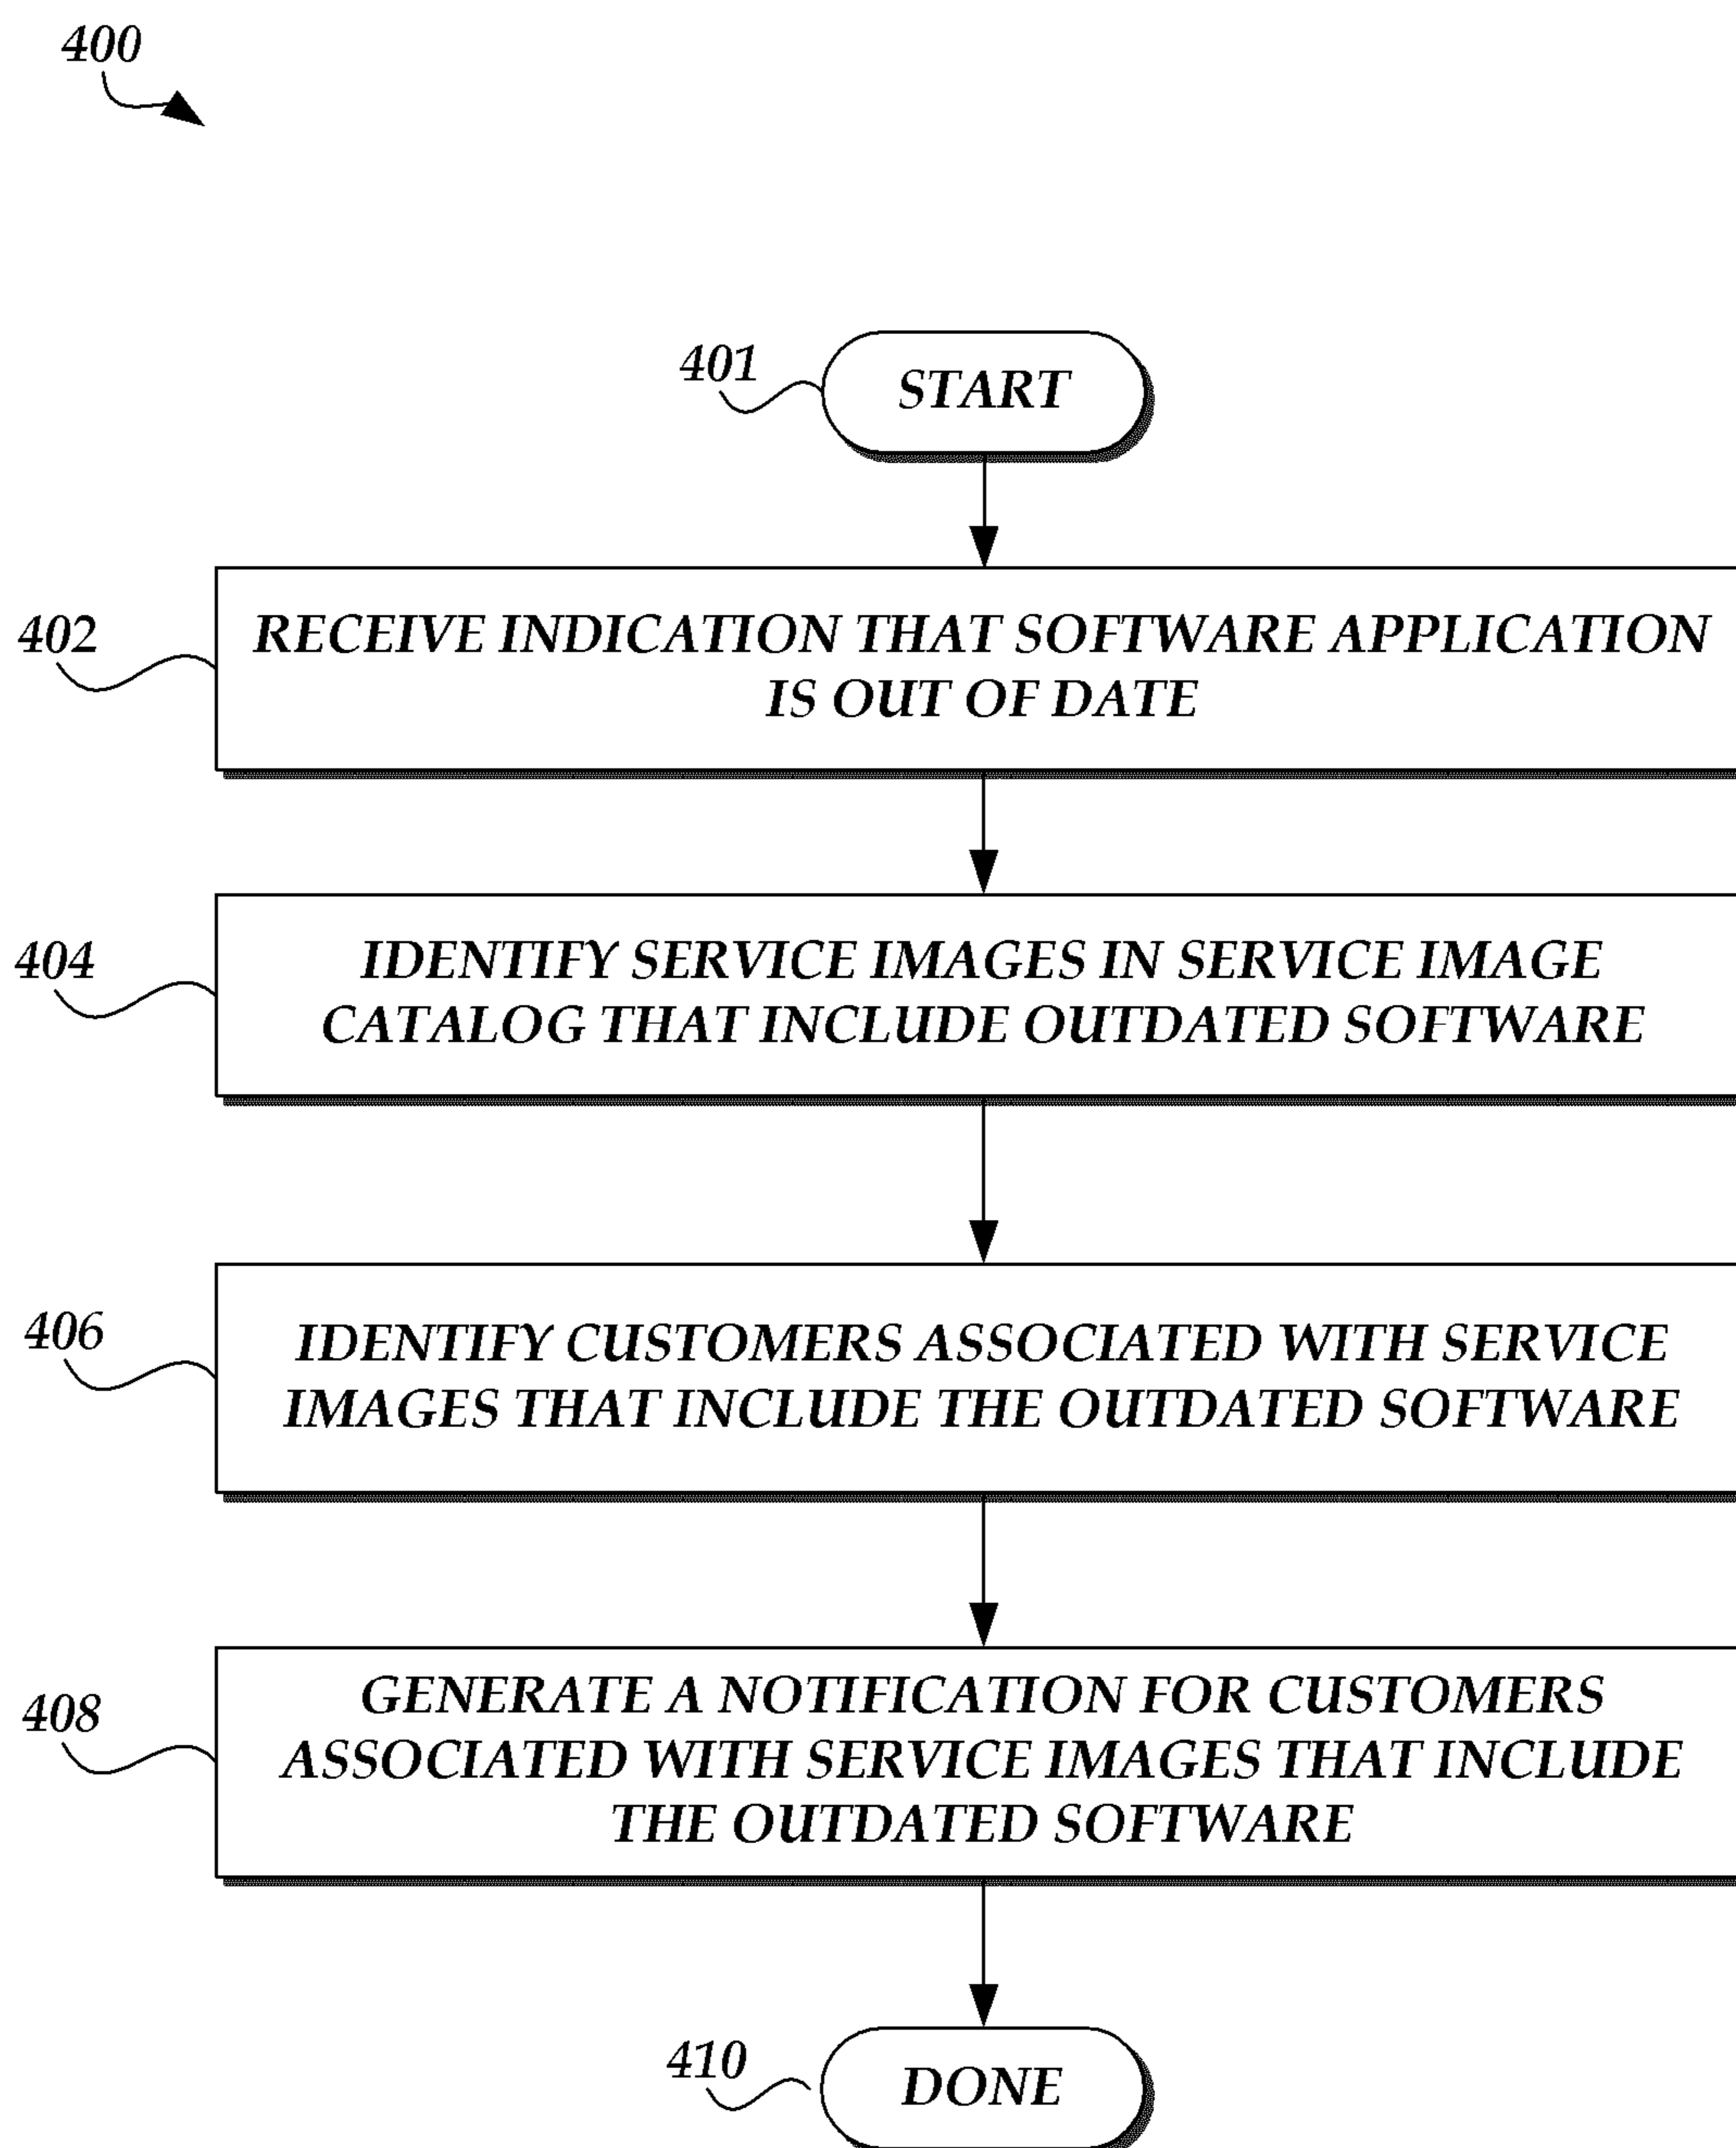 400
401
START
402
RECEIVE INDICATION THAT SOFTWARE APPLICATION
IS OUT OF DATE
404
IDENTIFY SERVICE IMAGES IN SERVICE IMAGE
CATALOG THAT INCLUDE OUTDATED SOFTWARE
406
IDENTIFY CUSTOMERS ASSOCIATED WITH SERVICE
IMAGES THAT INCLUDE THE OUTDATED SOFTWARE
408
GENERATE A NOTIFICATION FOR CUSTOMERS
ASSOCIATED WITH SERVICE IMAGES THAT INCLUDE
THE OUTDATED SOFTWARE
410
DONE